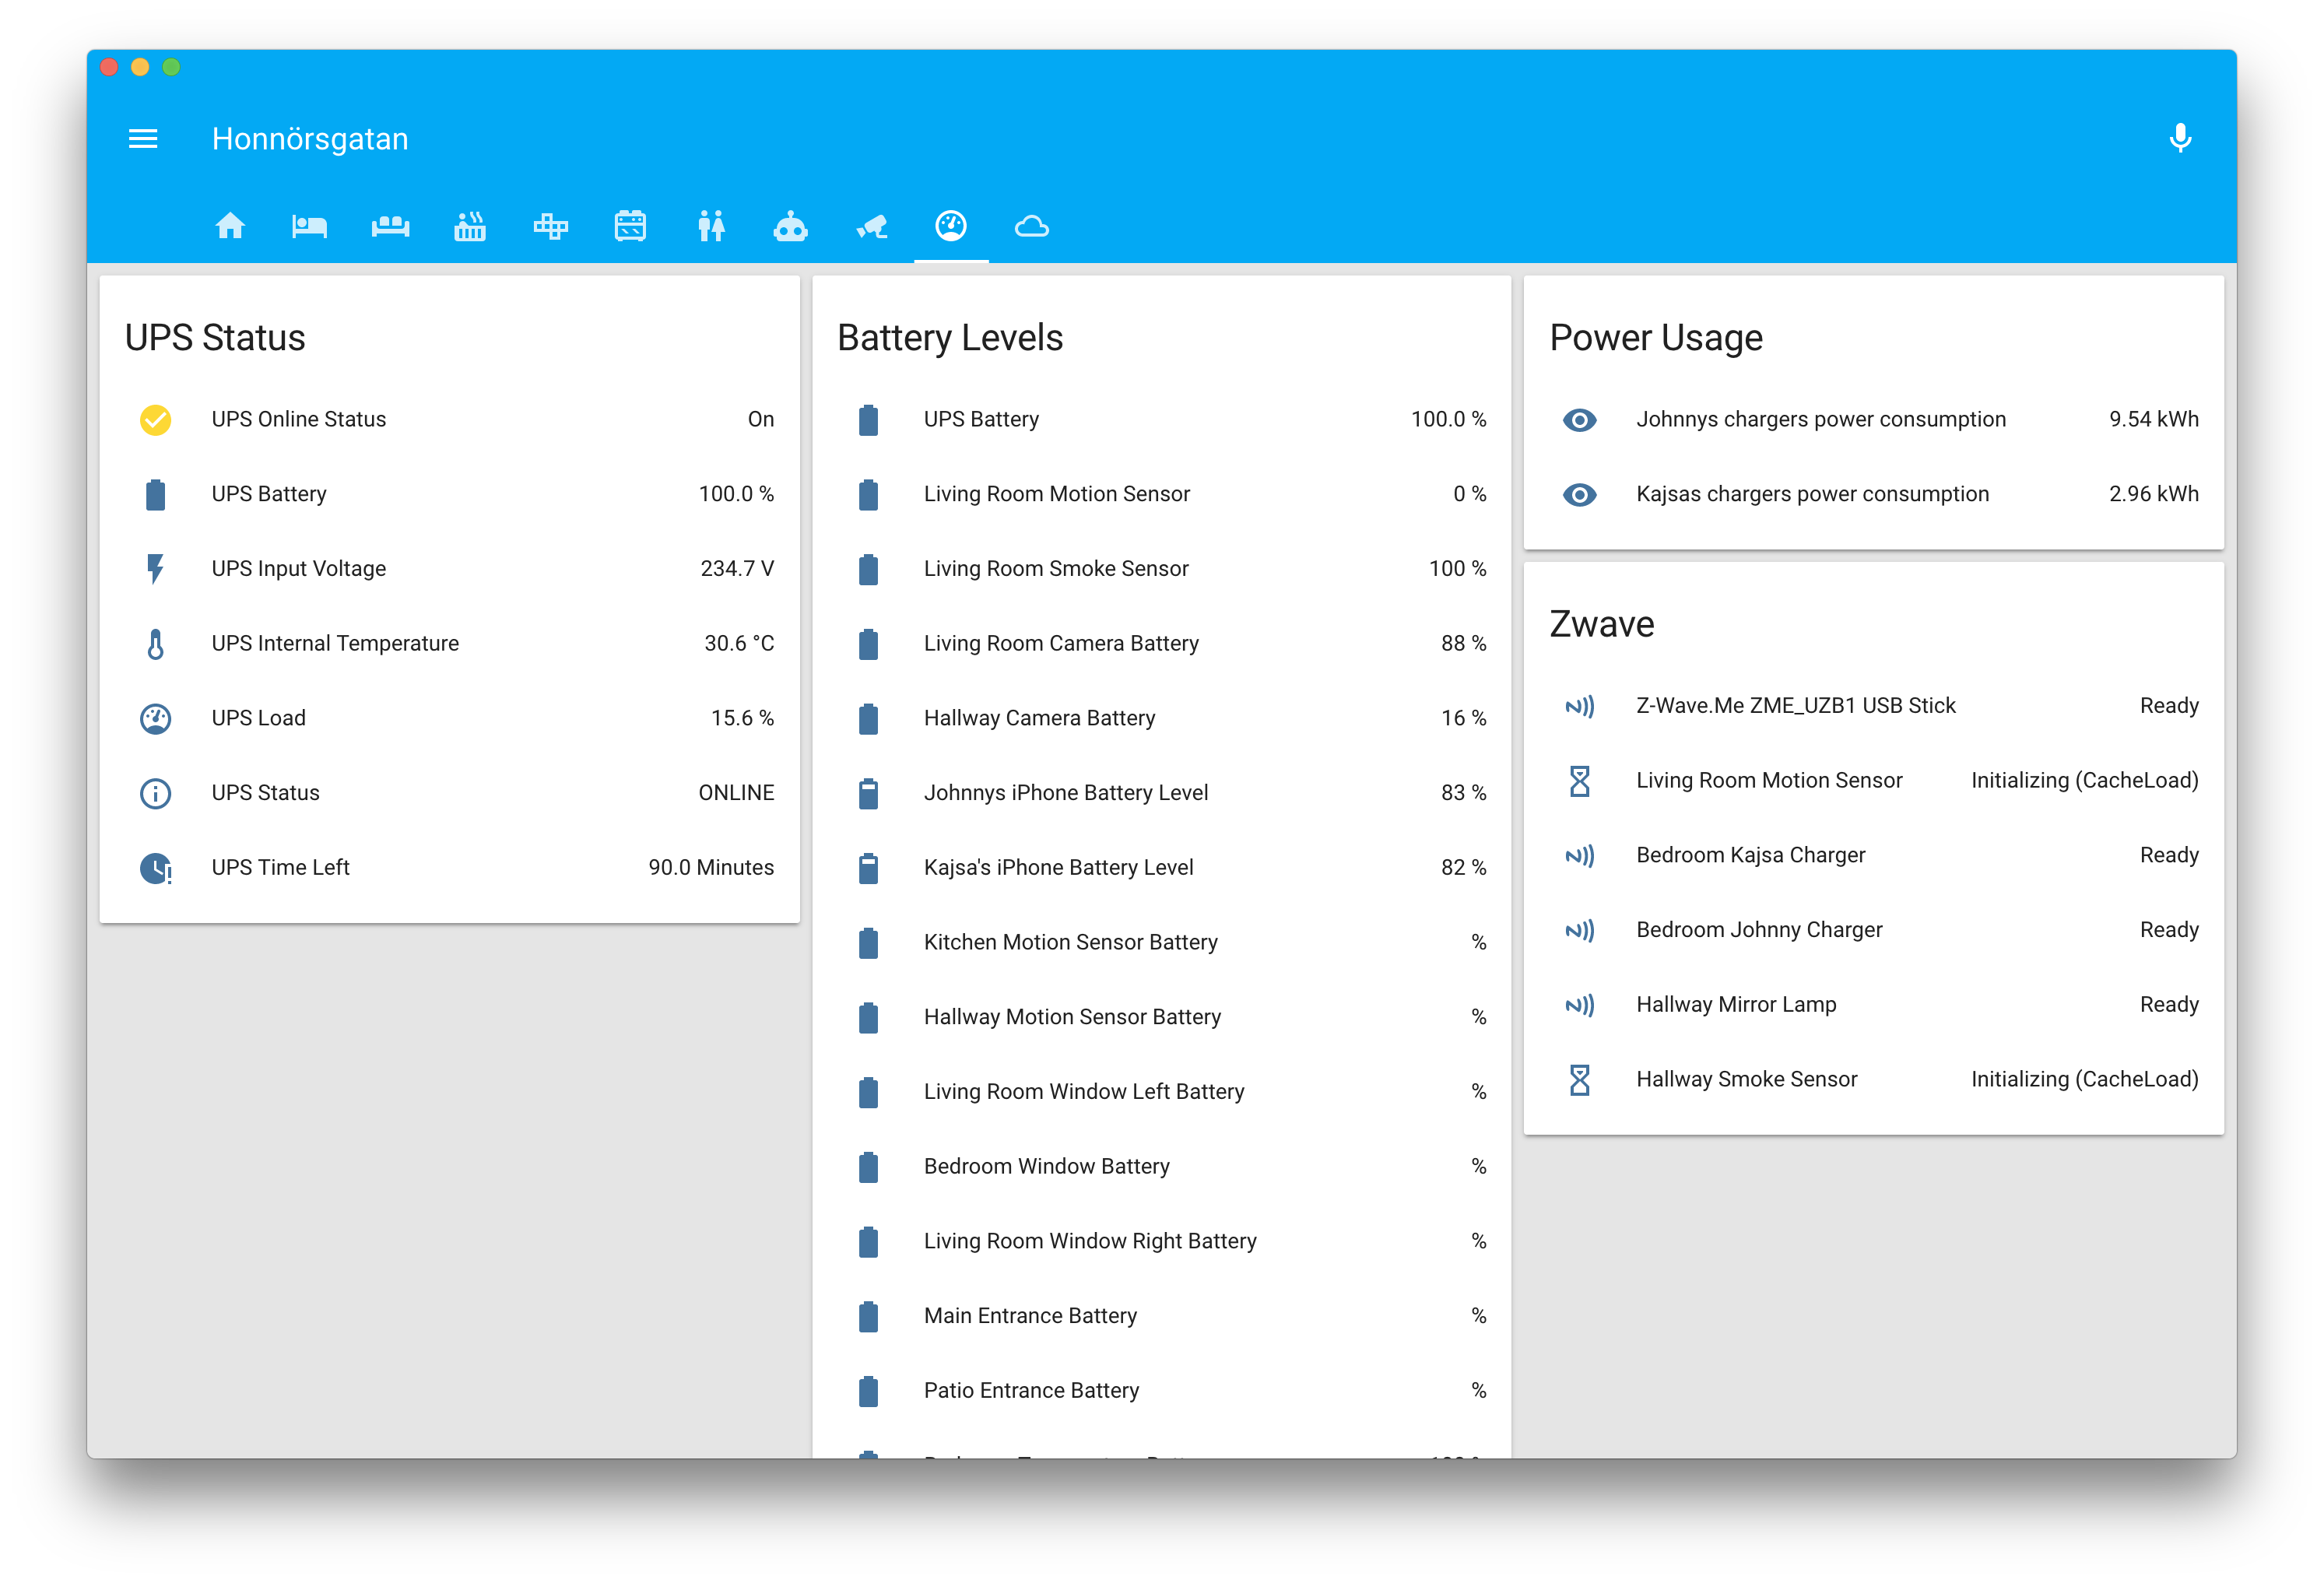 Honnörsgatan
UPS Status
UPS Online Status On
UPS Battery 100.0 %
UPS Input Voltage 234.7 V
UPS Internal Temperature 30.6 °C
UPS Load 15.6 %
UPS Status ONLINE
UPS Time Left 90.0 Minutes
Battery Levels
UPS Battery 100.0 %
Living Room Motion Sensor 0 %
Living Room Smoke Sensor 100 %
Living Room Camera Battery 88 %
Hallway Camera Battery 16 %
Johnnys iPhone Battery Level 83 %
Kajsa's iPhone Battery Level 82 %
Kitchen Motion Sensor Battery %
Hallway Motion Sensor Battery %
Living Room Window Left Battery %
Bedroom Window Battery %
Living Room Window Right Battery %
Main Entrance Battery %
Patio Entrance Battery %
Power Usage
Johnnys chargers power consumption 9.54 kWh
Kajsas chargers power consumption 2.96 kWh
Zwave
Z-Wave.Me ZME_UZB1 USB Stick Ready
Living Room Motion Sensor Initializing (CacheLoad)
Bedroom Kajsa Charger Ready
Bedroom Johnny Charger Ready
Hallway Mirror Lamp Ready
Hallway Smoke Sensor Initializing (CacheLoad)